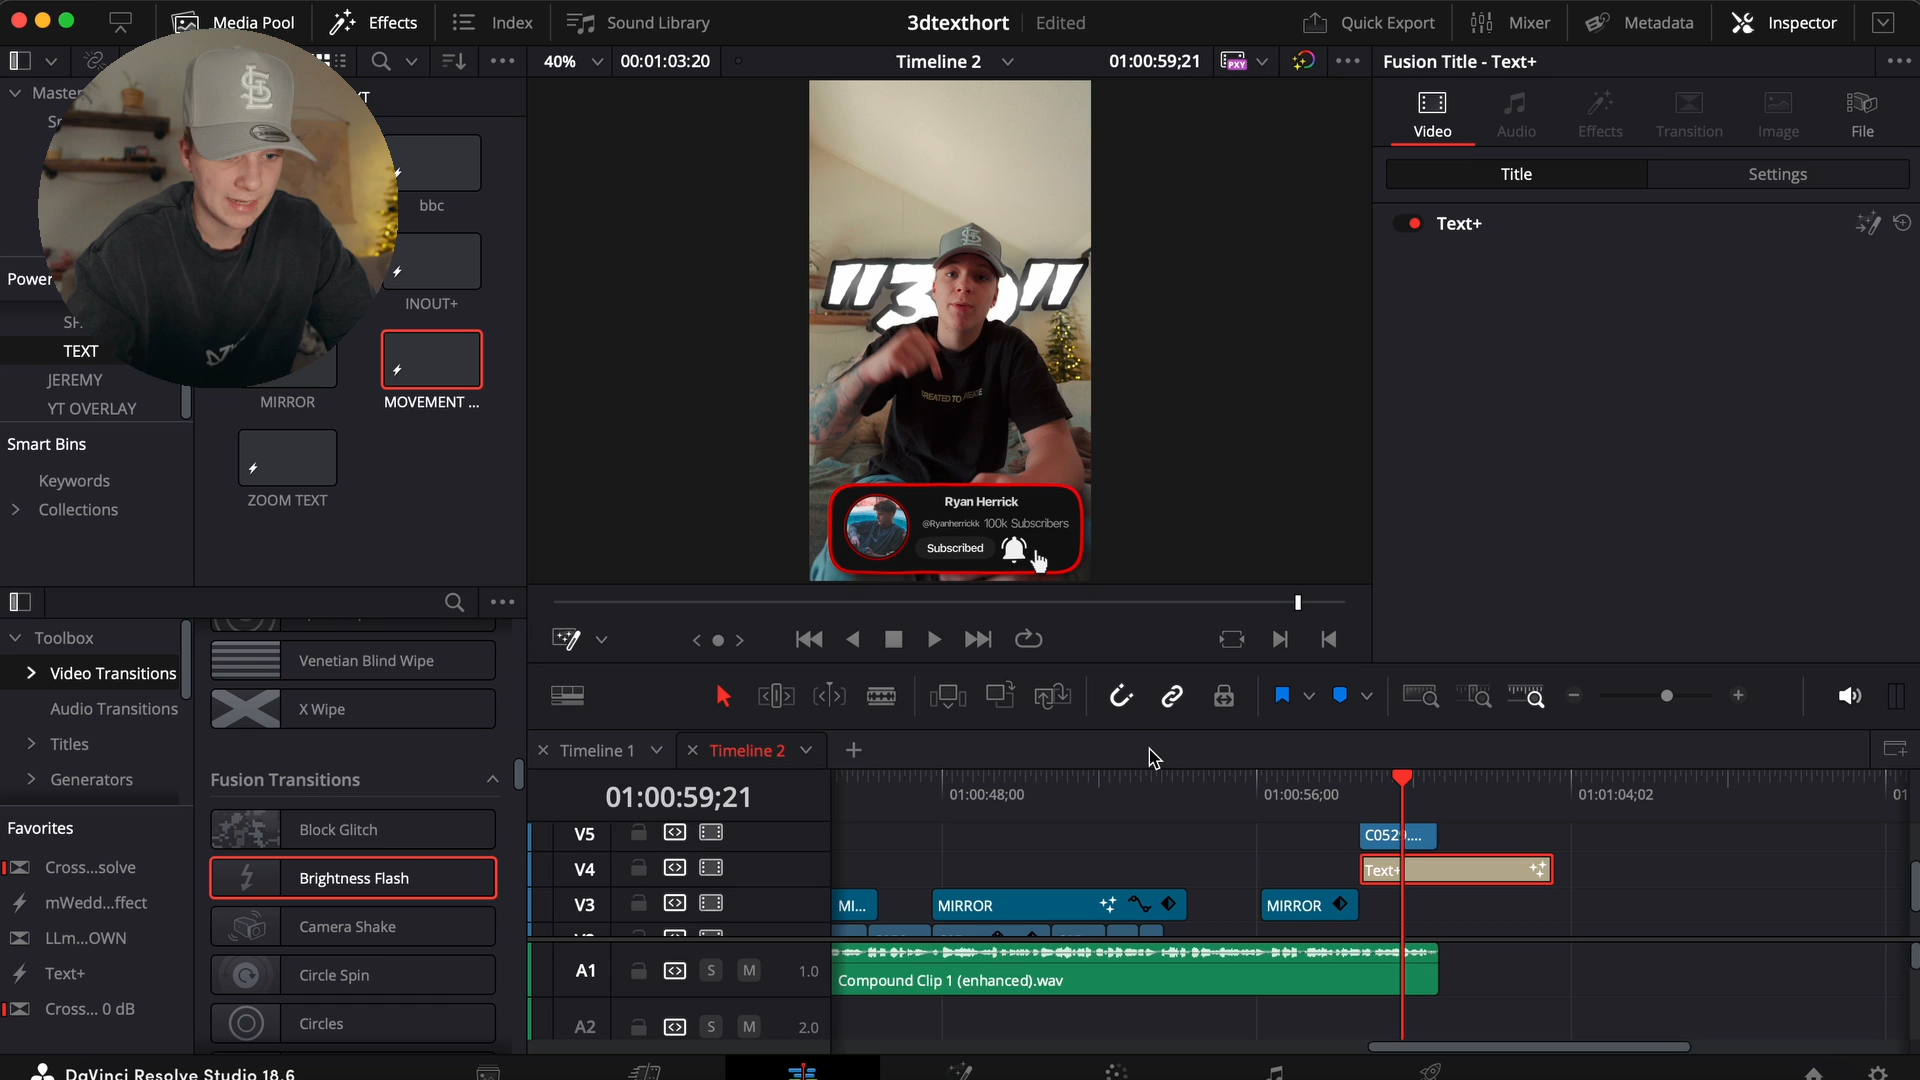 Media Pool
Effects
Index
Sound Library
3dtexthort
Edited
Quick Export
Mixer
Metadata
Inspector
40%
00:01:03:20
Timeline 2
01:00:59;21
PXY
Fusion Title - Text+
Master
bbc
INOUT+
MIRROR
MOVEMENT ...
ZOOM TEXT
Power
TEXT
JEREMY
YT OVERLAY
Smart Bins
Keywords
Collections
CREATED TO
Ryan Herrick
@Ryanherrickk 100k Subscribers
Subscribed
Video
Audio
Effects
Transition
Image
File
Title
Settings
Text+
Toolbox
Video Transitions
Audio Transitions
Titles
Generators
Favorites
Cross...solve
mWedd...ffect
LLm...OWN
Text+
Cross... 0 dB
Venetian Blind Wipe
X Wipe
Fusion Transitions
Block Glitch
Brightness Flash
Camera Shake
Circle Spin
Circles
Timeline 1
Timeline 2
01:00:59;21
01:00:48;00
01:00:56;00
01:01:04;02
V5
C0529....
V4
Text+
V3
MI...
MIRROR
MIRROR
A1
S
M
1.0
Compound Clip 1 (enhanced).wav
A2
S
M
2.0
DaVinci Resolve Studio 18.6